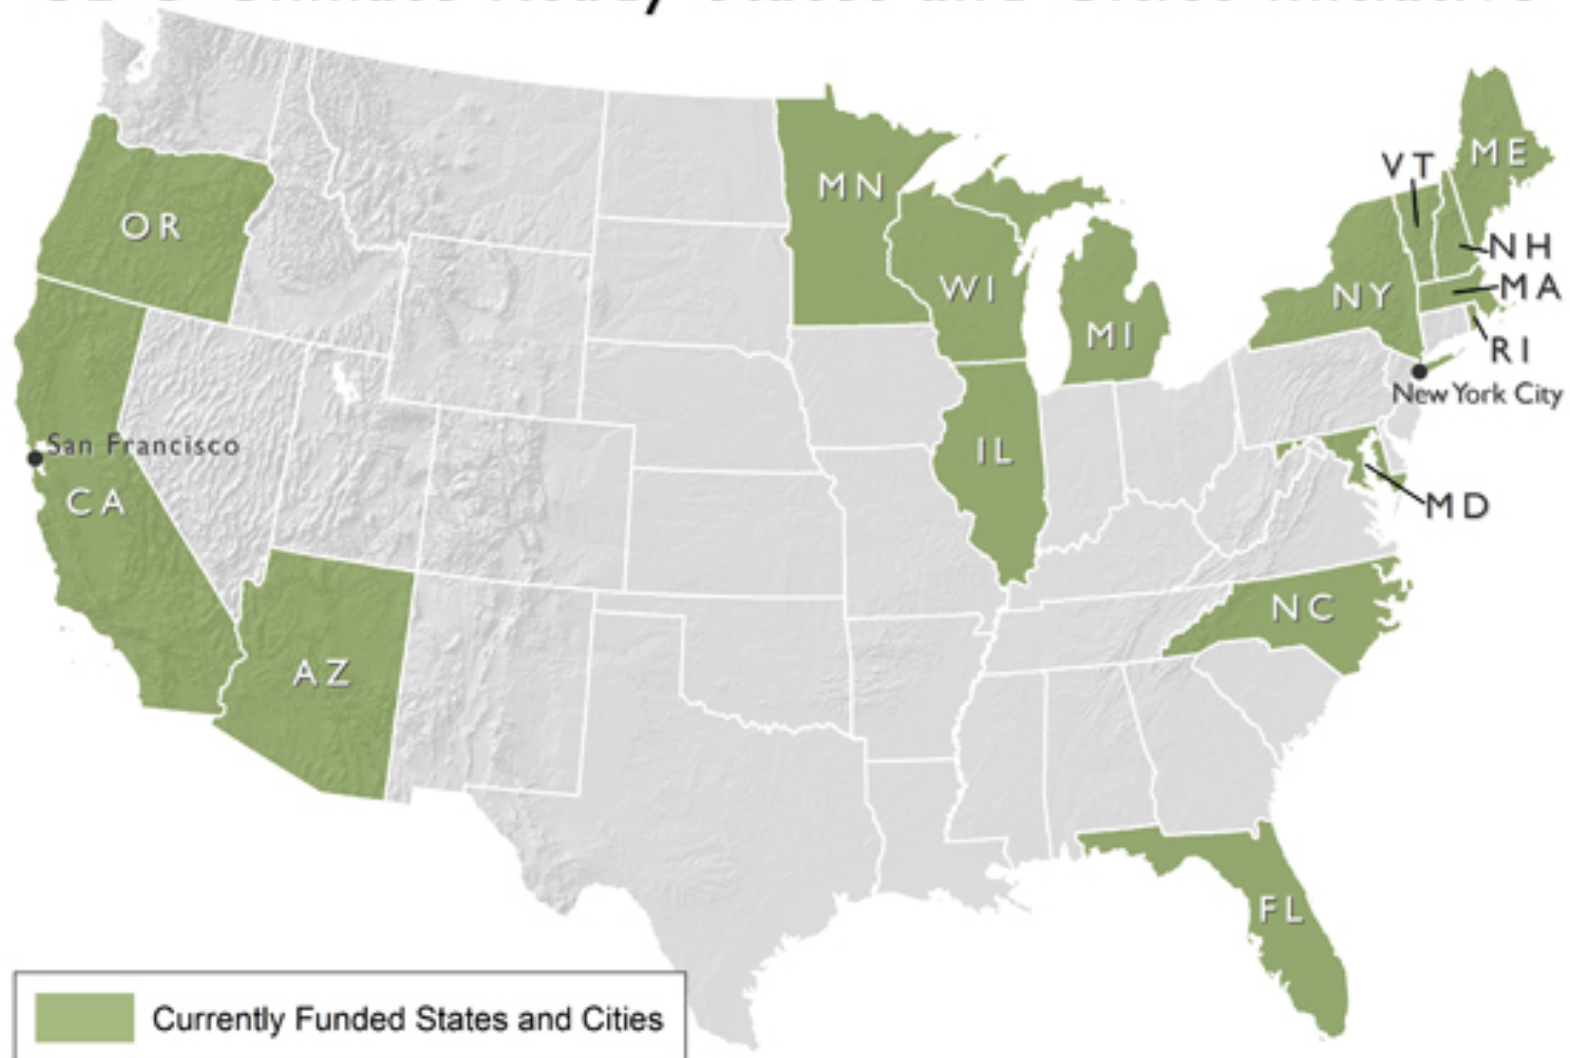 OR
MN
VT
ME
WI
MI
NY
NH
MA
RI
New York City
San Francisco
CA
IL
MD
AZ
NC
FL
Currently Funded States and Cities